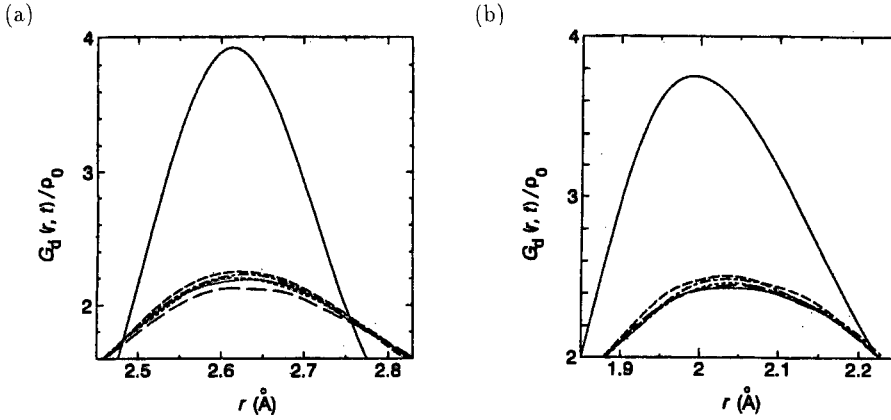 (a)
(b)
4
3
2
G_d (r, t) / ρ_0
2.5 2.6 2.7 2.8
r (Å)
4
3
2
G_d (r, t) / ρ_0
1.9 2 2.1 2.2
r (Å)